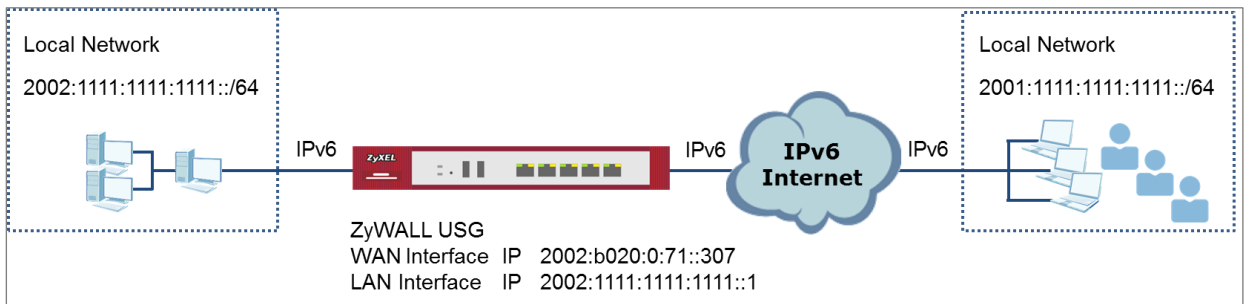 Local Network
2002:1111:1111:1111::/64
IPv6
ZyXEL
ZyWALL USG
WAN Interface IP 2002:b020:0:71::307
LAN Interface IP 2002:1111:1111:1111::1
IPv6
IPv6
Internet
IPv6
Local Network
2001:1111:1111:1111::/64